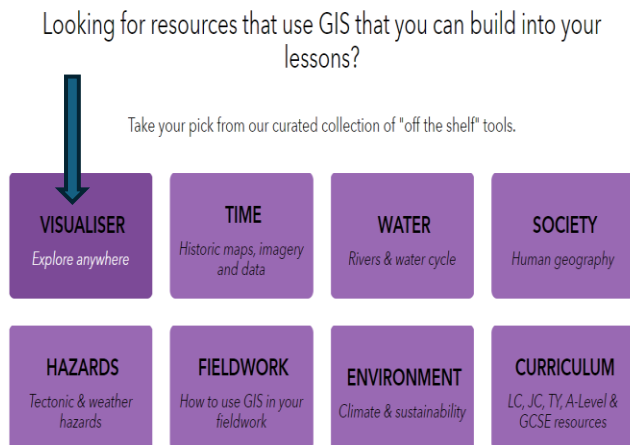 Looking for resources that use GIS that you can build into your
lessons?
Take your pick from our curated collection of "off the shelf" tools.
VISUALISER
Explore anywhere
TIME
Historic maps, imagery
and data
WATER
Rivers & water cycle
SOCIETY
Human geography
HAZARDS
Tectonic & weather
hazards
FIELDWORK
How to use GIS in your
fieldwork
ENVIRONMENT
Climate & sustainability
CURRICULUM
LC, JC, TY, A-Level &
GCSE resources